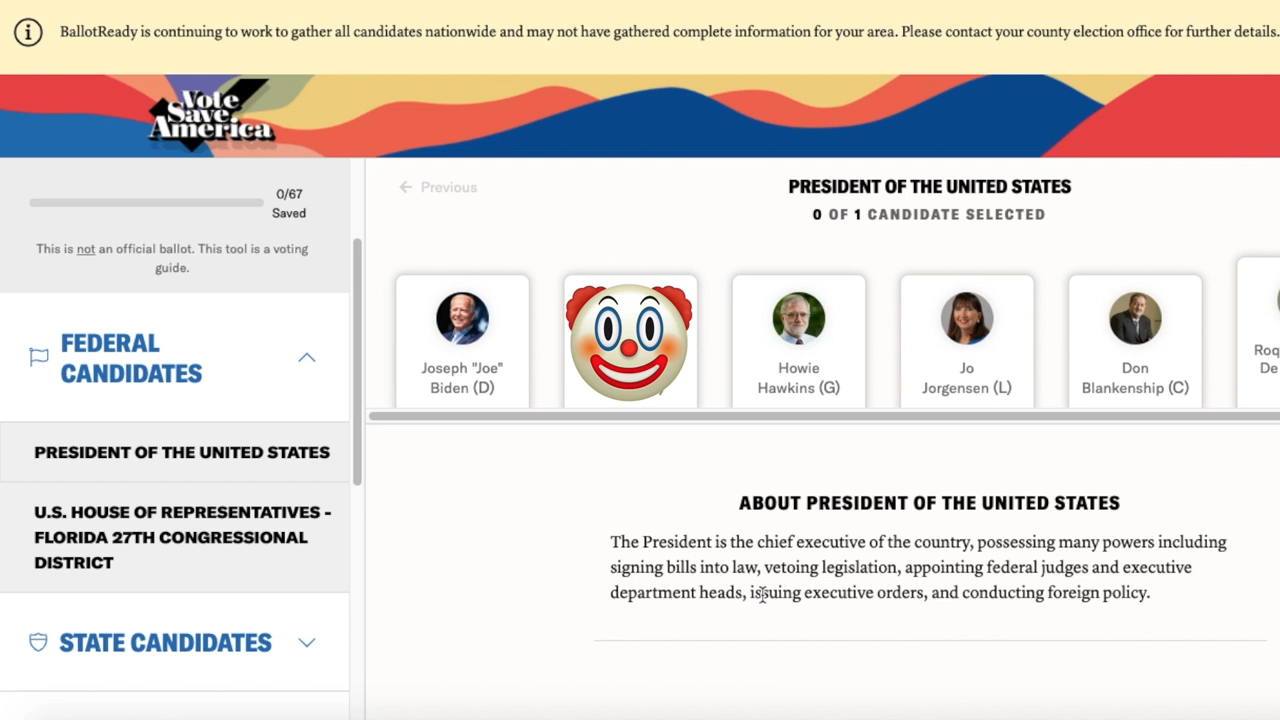 BallotReady is continuing to work to gather all candidates nationwide and may not have gathered complete information for your area. Please contact your county election office for further details.
Vote
Save
America
0/67
Saved
This is not an official ballot. This tool is a voting
guide.
FEDERAL
CANDIDATES
PRESIDENT OF THE UNITED STATES
U.S. HOUSE OF REPRESENTATIVES -
FLORIDA 27TH CONGRESSIONAL
DISTRICT
STATE CANDIDATES
Previous
PRESIDENT OF THE UNITED STATES
0 OF 1 CANDIDATE SELECTED
Joseph "Joe"
Biden (D)
Howie
Hawkins (G)
Jo
Jorgensen (L)
Don
Blankenship (C)
Roq
De
ABOUT PRESIDENT OF THE UNITED STATES
The President is the chief executive of the country, possessing many powers including
signing bills into law, vetoing legislation, appointing federal judges and executive
department heads, issuing executive orders, and conducting foreign policy.